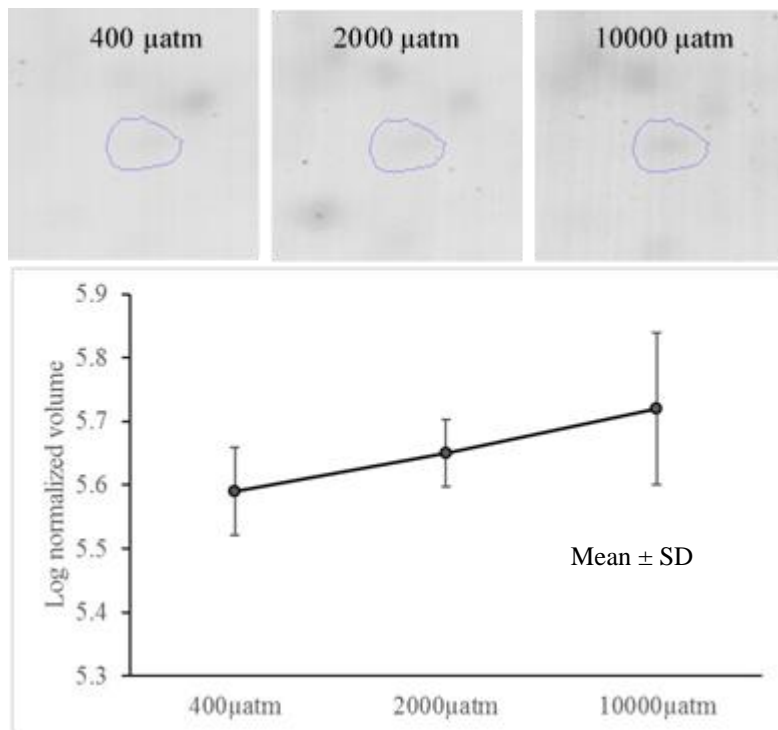 400 µatm
2000 µatm
10000 µatm
Log normalized volume
5.9
5.8
5.7
5.6
5.5
5.4
5.3
Mean ± SD
400µatm
2000µatm
10000µatm